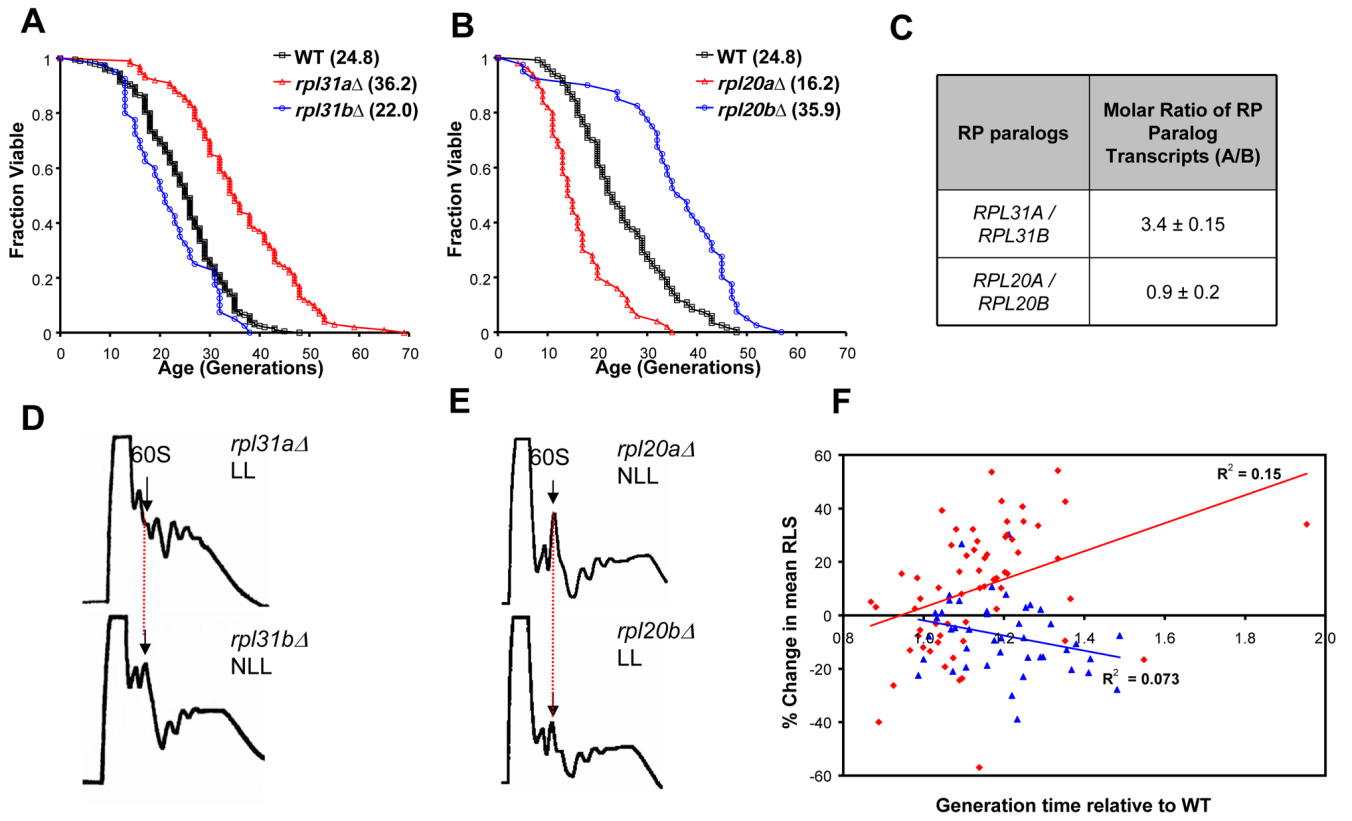 A
WT (24.8)
rpl31aΔ (36.2)
rpl31bΔ (22.0)
Fraction Viable
1
0.8
0.6
0.4
0.2
0
0 10 20 30 40 50 60 70
Age (Generations)
B
WT (24.8)
rpl20aΔ (16.2)
rpl20bΔ (35.9)
Fraction Viable
1
0.8
0.6
0.4
0.2
0
0 10 20 30 40 50 60 70
Age (Generations)
C
RP paralogs
Molar Ratio of RP
Paralog
Transcripts (A/B)
RPL31A /
RPL31B
3.4 ± 0.15
RPL20A /
RPL20B
0.9 ± 0.2
D
60S
rpl31aΔ
LL
rpl31bΔ
NLL
E
60S
rpl20aΔ
NLL
rpl20bΔ
LL
F
% Change in mean RLS
60
40
20
0
-20
-40
-60
0.8 1.0 1.2 1.4 1.6 1.8 2.0
R² = 0.15
R² = 0.073
Generation time relative to WT